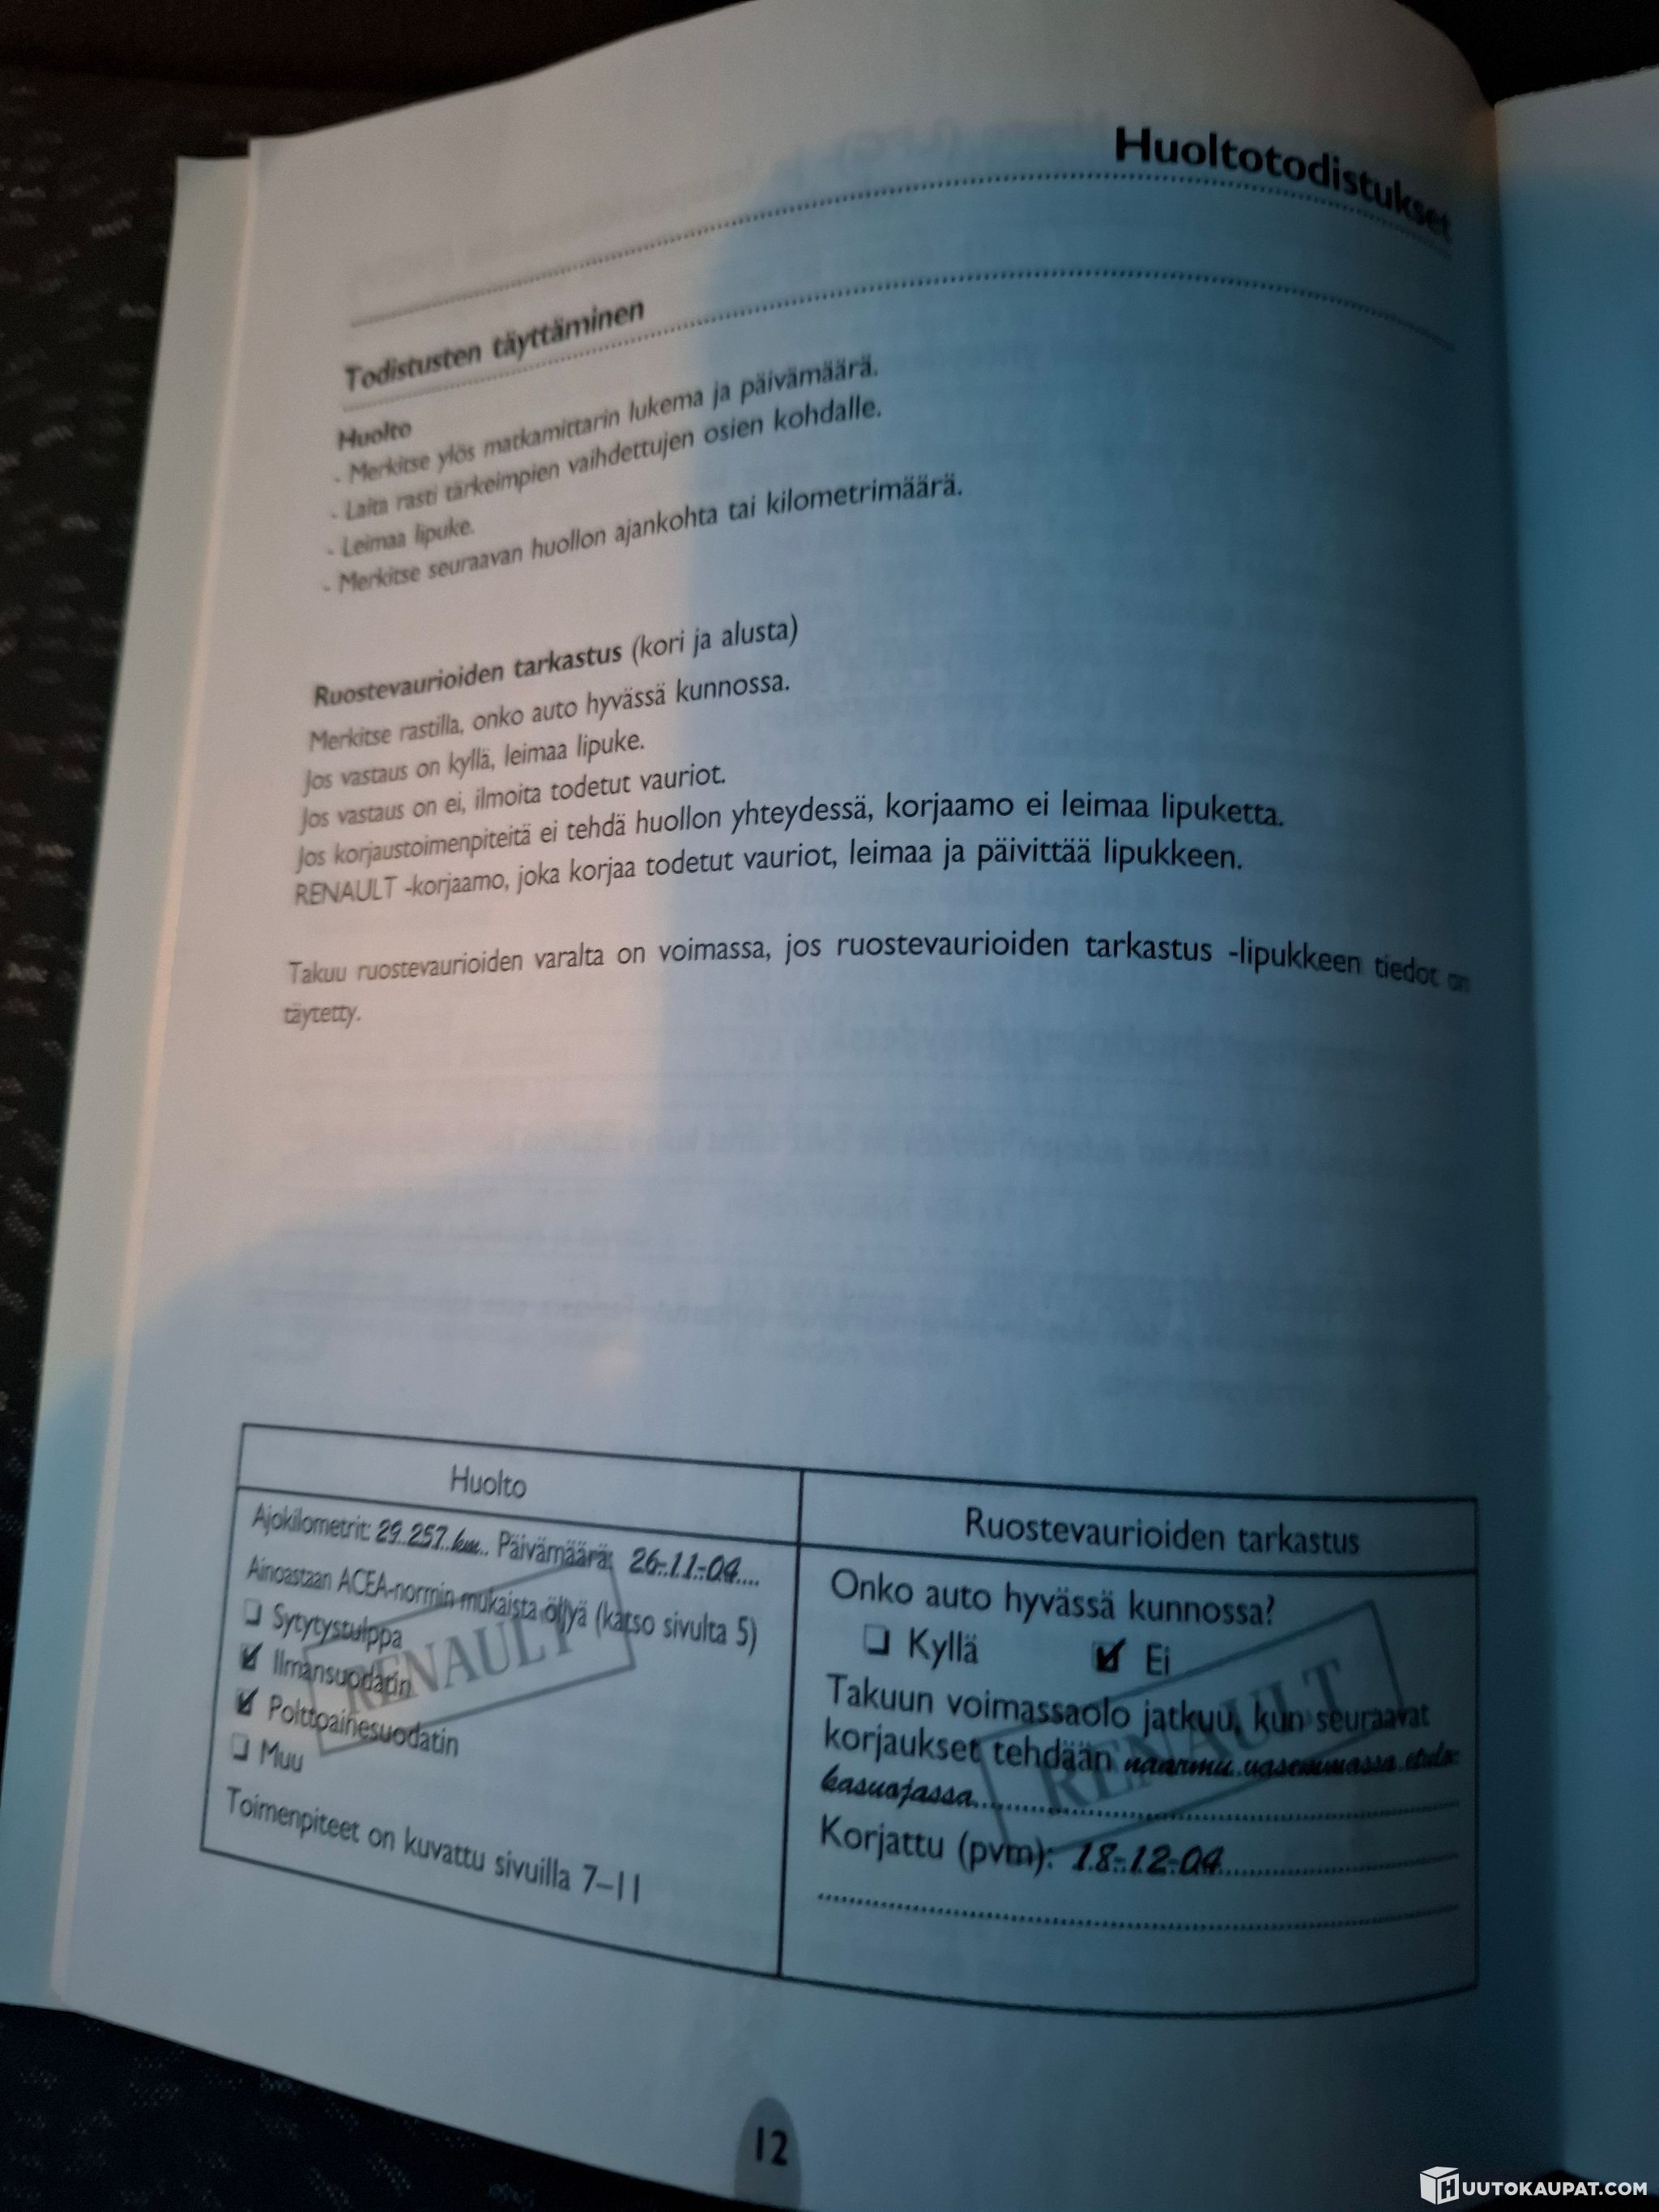 Huoltotodistukset
Todistusten täyttäminen
Huolto
- Merkitse ylös matkamittarin lukema ja päivämäärä.
- Laita rasti tärkeimpien vaihdettujen osien kohdalle.
- Leimaa lipuke.
- Merkitse seuraavan huollon ajankohta tai kilometrimäärä.
Ruostevaurioiden tarkastus (kori ja alusta)
Merkitse rastilla, onko auto hyvässä kunnossa.
Jos vastaus on kyllä, leimaa lipuke.
Jos vastaus on ei, ilmoita todetut vauriot.
Jos korjaustoimenpiteitä ei tehdä huollon yhteydessä, korjaamo ei leimaa lipuketta.
RENAULT -korjaamo, joka korjaa todetut vauriot, leimaa ja päivittää lipukkeen.
Takuu ruostevaurioiden varalta on voimassa, jos ruostevaurioiden tarkastus -lipukkeen tiedot on
täytetty.
Huolto
Ajokilometrit: 29.257 km Päivämäärä: 26-11-04
Ainoastaan ACEA-normin mukaista öljyä (katso sivulta 5)
Sytytystulppa
Ilmansuodatin
Polttoainesuodatin
Muu
Toimenpiteet on kuvattu sivuilla 7–11
RENAULT
Ruostevaurioiden tarkastus
Onko auto hyvässä kunnossa?
Kyllä Ei
Takuun voimassaolo jatkuu, kun seuraavat
korjaukset tehdään naarmu vasemmassa etulo-
kasuojassa
Korjattu (pvm): 18-12-04
RENAULT
12
HUUTOKAUPAT.COM